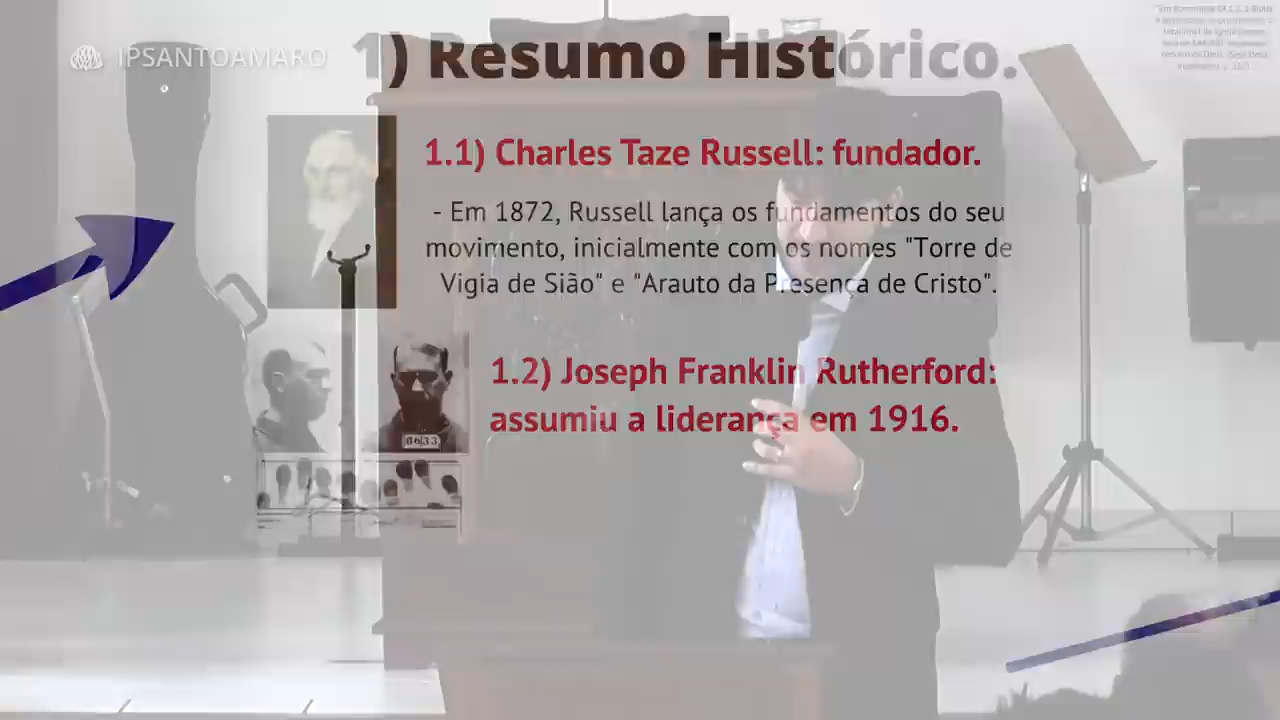 IPSANTOAMARO
1) Resumo Histórico.
1.1) Charles Taze Russell: fundador.
- Em 1872, Russell lança os fundamentos do seu
movimento, inicialmente com os nomes "Torre de
Vigia de Sião" e "Arauto da Presença de Cristo".
1.2) Joseph Franklin Rutherford:
assumiu a liderança em 1916.